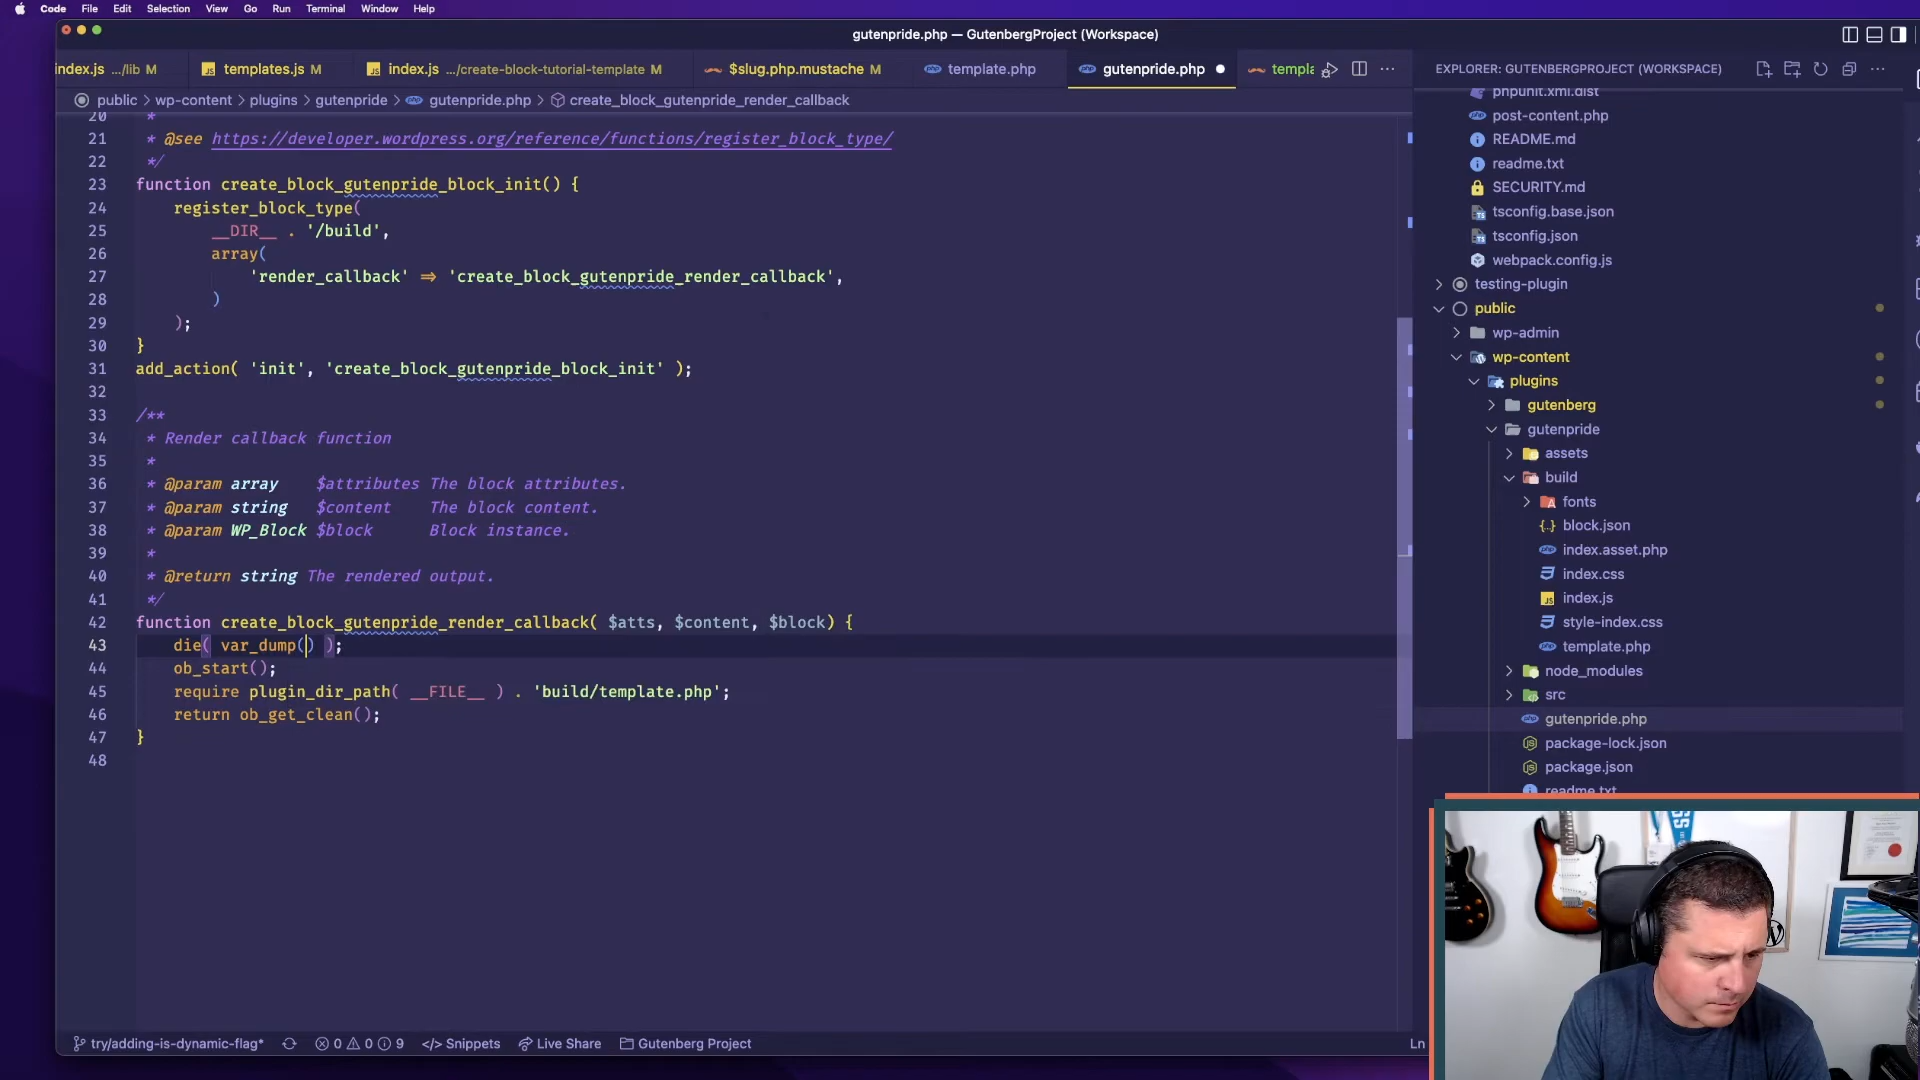 Code File Edit Selection View Go Run Terminal Window Help
gutenpride.php — GutenbergProject (Workspace)
index.js .../lib M
templates.js M
index.js .../create-block-tutorial-template M
$slug.php.mustache M
template.php
gutenpride.php
templa
public > wp-content > plugins > gutenpride > gutenpride.php > create_block_gutenpride_render_callback
20 *
21 * @see https://developer.wordpress.org/reference/functions/register_block_type/
22 */
23 function create_block_gutenpride_block_init() {
24 register_block_type(
25 __DIR__ . '/build',
26 array(
27 'render_callback' => 'create_block_gutenpride_render_callback',
28 )
29 );
30 }
31 add_action( 'init', 'create_block_gutenpride_block_init' );
32
33 /**
34 * Render callback function
35 *
36 * @param array $attributes The block attributes.
37 * @param string $content The block content.
38 * @param WP_Block $block Block instance.
39 *
40 * @return string The rendered output.
41 */
42 function create_block_gutenpride_render_callback( $atts, $content, $block) {
43 die( var_dump() );
44 ob_start();
45 require plugin_dir_path( __FILE__ ) . 'build/template.php';
46 return ob_get_clean();
47 }
48
EXPLORER: GUTENBERGPROJECT (WORKSPACE)
phpunit.xml.dist
post-content.php
README.md
readme.txt
SECURITY.md
tsconfig.base.json
tsconfig.json
webpack.config.js
testing-plugin
public
wp-admin
wp-content
plugins
gutenberg
gutenpride
assets
build
fonts
block.json
index.asset.php
index.css
index.js
style-index.css
template.php
node_modules
src
gutenpride.php
package-lock.json
package.json
readme.txt
try/adding-is-dynamic-flag* 0 0 9 </> Snippets Live Share Gutenberg Project Ln